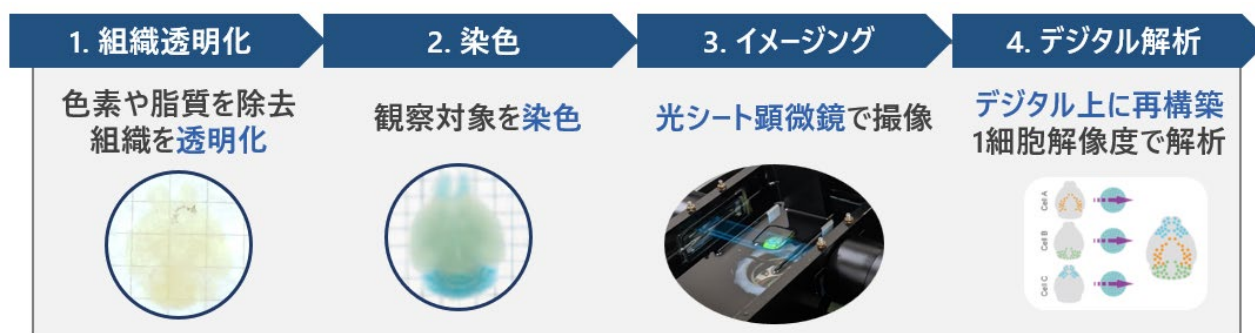 1. 組織透明化
色素や脂質を除去
組織を透明化
2. 染色
観察対象を染色
3. イメージング
光シート顕微鏡で撮像
4. デジタル解析
デジタル上に再構築
1細胞解像度で解析
Cell A
Cell B
Cell C